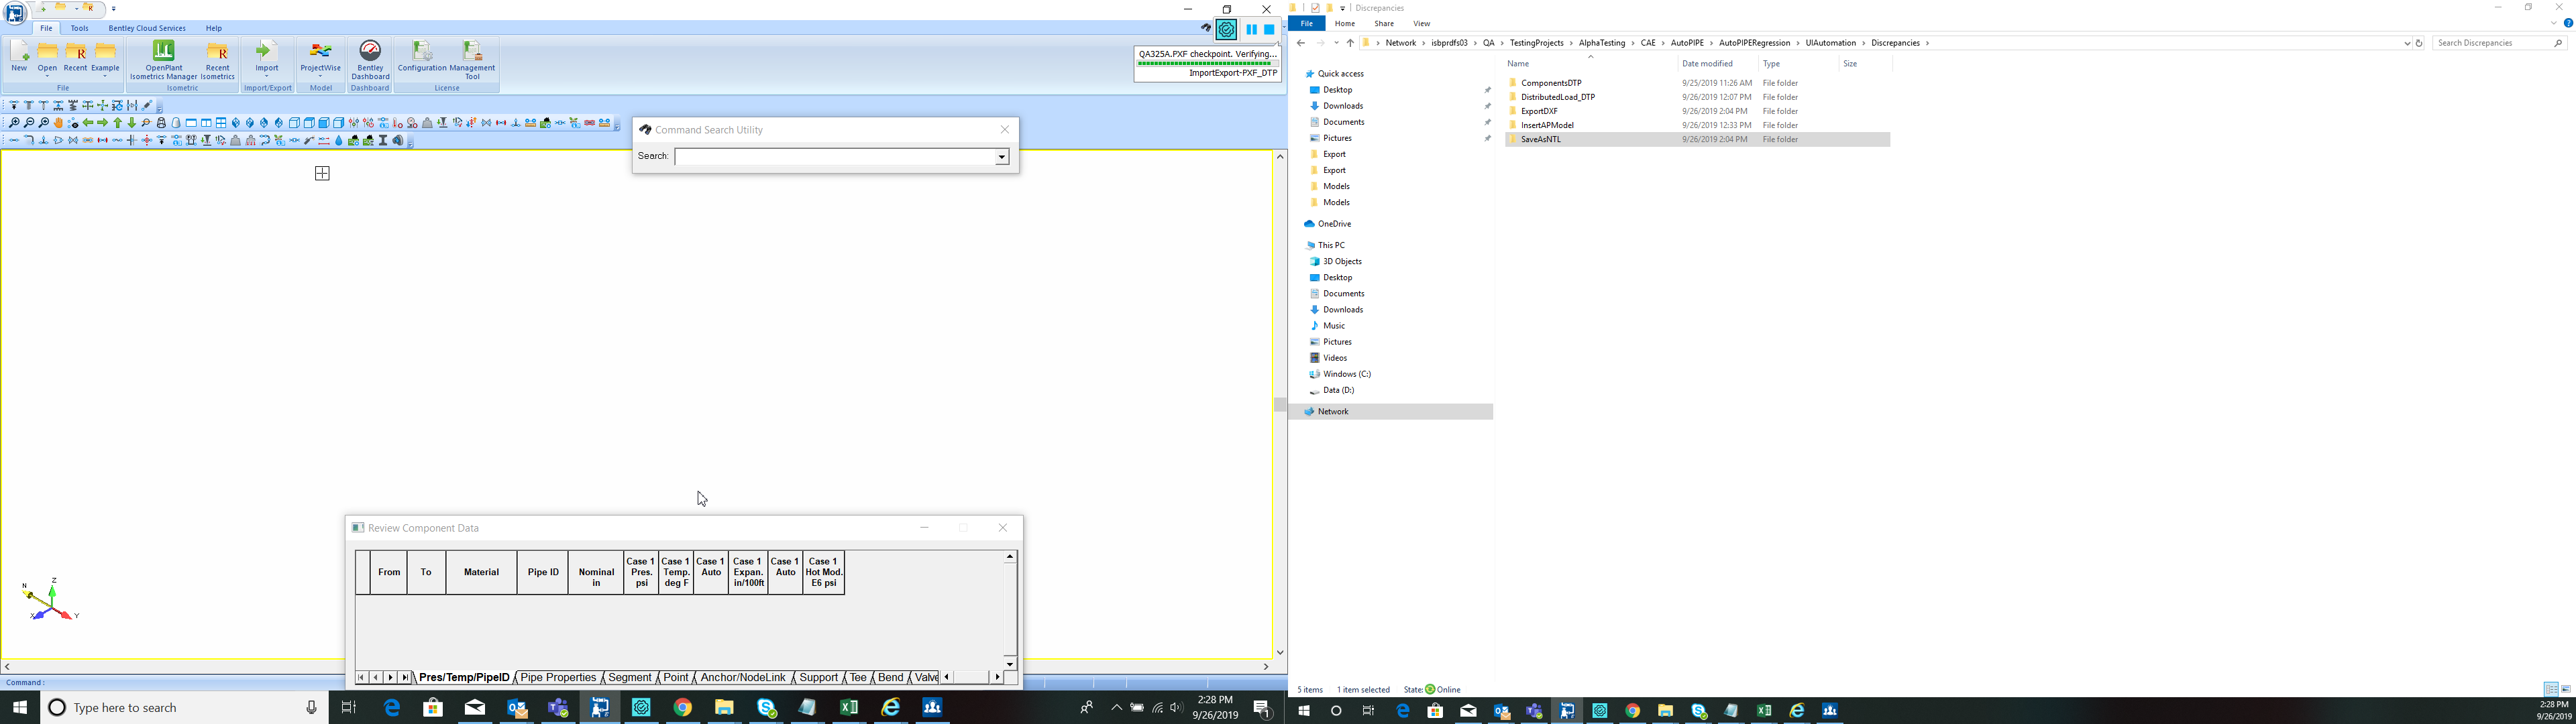 File Tools Bentley Cloud Services Help
New Open Recent Example OpenPlant Isometrics Manager Recent Isometrics Import ProjectWise Bentley Dashboard Configuration Management Tool
File Isometric Import/Export Model Dashboard License
QA325A.PXF checkpoint. Verifying...
ImportExport-PXF_DTP
Command Search Utility
Search:
N Z
X Y
Review Component Data
From To Material Pipe ID Nominal in Case 1 Pres. psi Case 1 Temp. deg F Case 1 Auto Case 1 Expan. in/100ft Case 1 Auto Case 1 Hot Mod. E6 psi
Pres/Temp/PipeID Pipe Properties Segment Point Anchor/NodeLink Support Tee Bend Valve
Command :
Type here to search
2:28 PM
9/26/2019
1
Discrepancies
File Home Share View
Network › isbprdfs03 › QA › TestingProjects › AlphaTesting › CAE › AutoPIPE › AutoPIPERegression › UIAutomation › Discrepancies ›
Search Discrepancies
Name Date modified Type Size
ComponentsDTP 9/25/2019 11:26 AM File folder
DistributedLoad_DTP 9/26/2019 12:07 PM File folder
ExportDXF 9/26/2019 2:04 PM File folder
InsertAPModel 9/26/2019 12:33 PM File folder
SaveAsNTL 9/26/2019 2:04 PM File folder
Quick access
Desktop
Downloads
Documents
Pictures
Export
Export
Models
Models
OneDrive
This PC
3D Objects
Desktop
Documents
Downloads
Music
Pictures
Videos
Windows (C:)
Data (D:)
Network
5 items 1 item selected State: Online
2:28 PM
9/26/2019